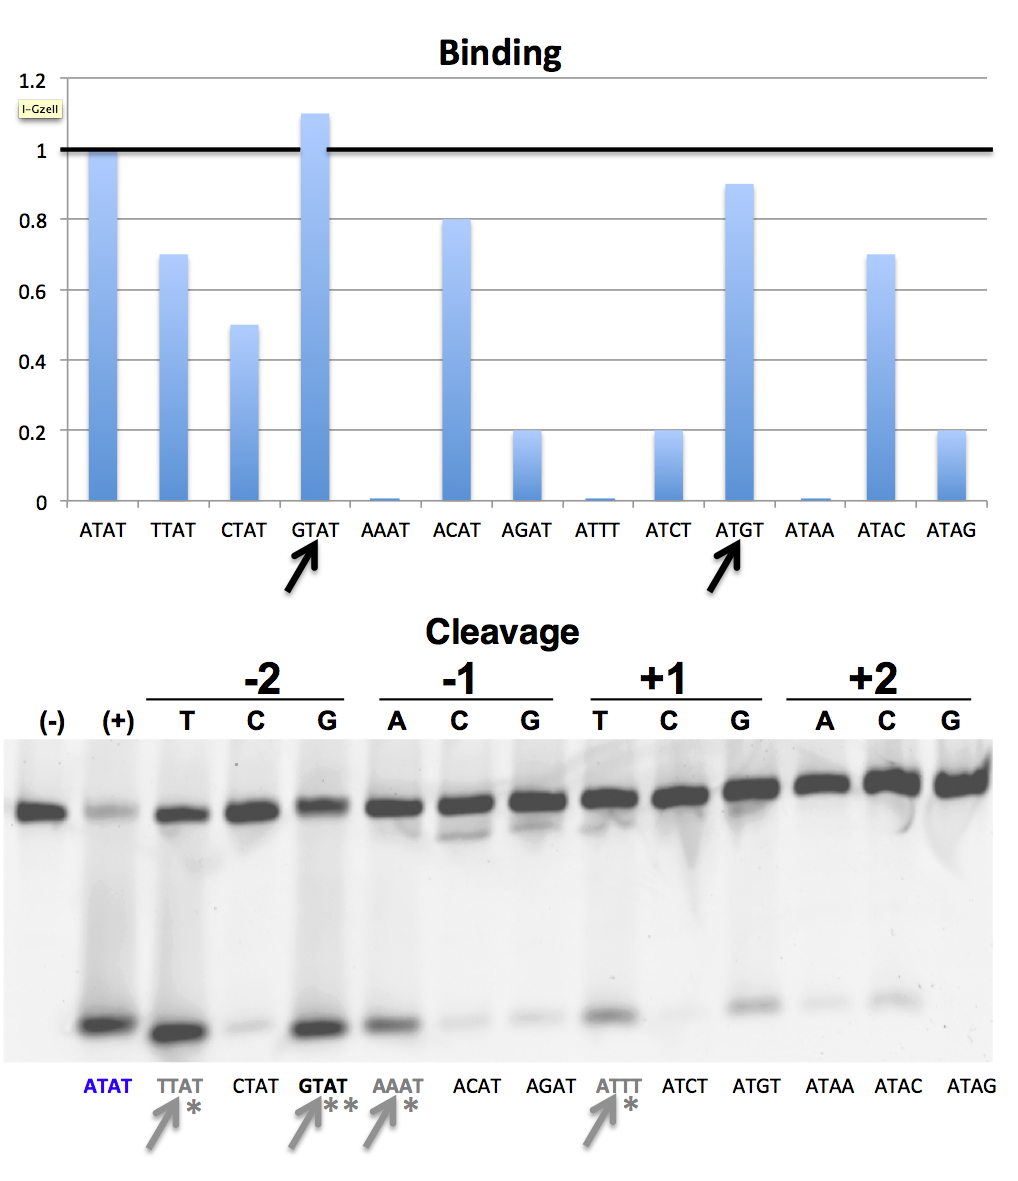 Binding
1.2
I-GzeII
1
0.8
0.6
0.4
0.2
0
ATAT TTAT CTAT GTAT AAAT ACAT AGAT ATTT ATCT ATGT ATAA ATAC ATAG
Cleavage
-2 -1 +1 +2
(-) (+) T C G A C G T C G A C G
ATAT TTAT CTAT GTAT AAAT ACAT AGAT ATTT ATCT ATGT ATAA ATAC ATAG
* ** * *